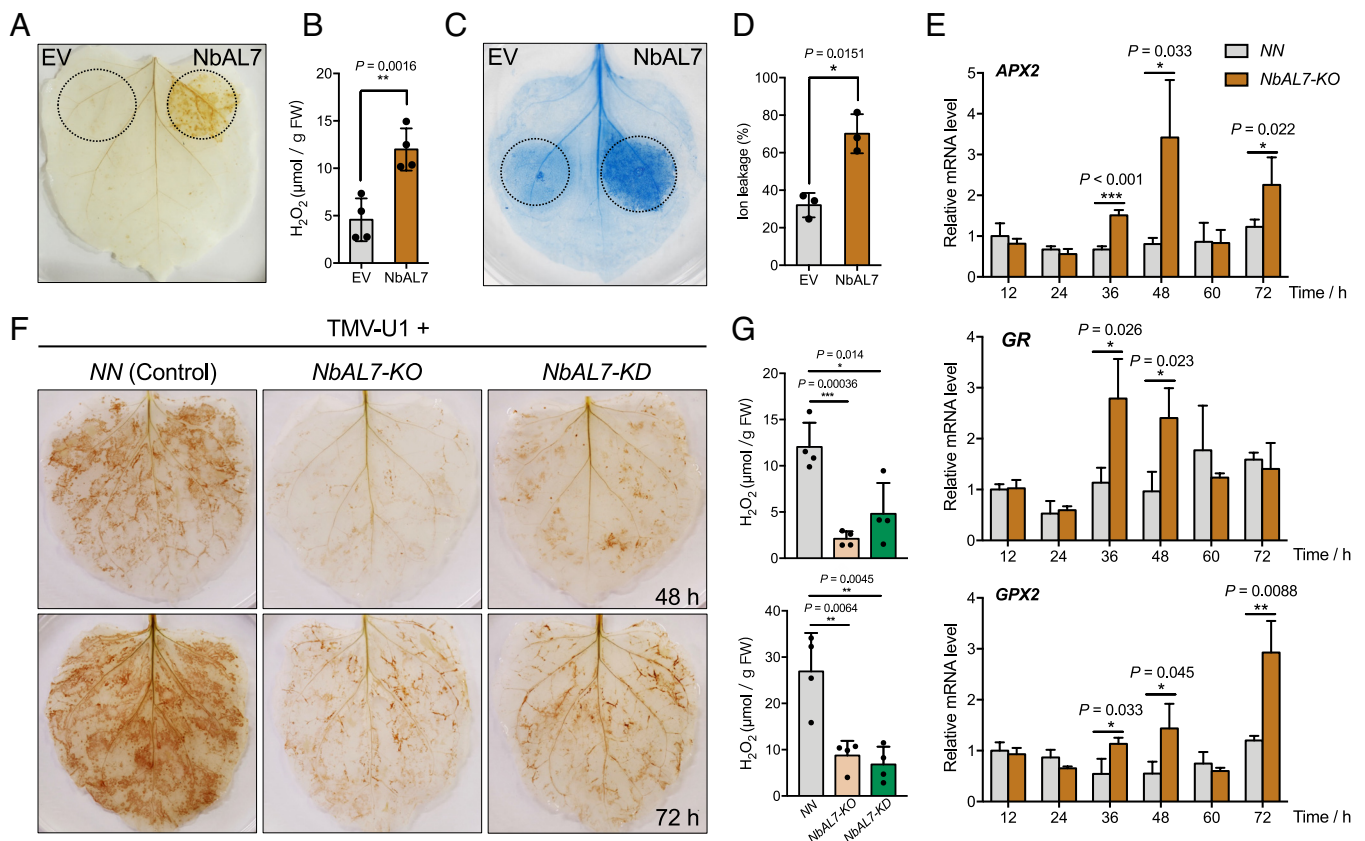 A
EV
NbAL7
B
P = 0.0016
**
H2O2 (μmol / g FW)
20
15
10
5
0
EV
NbAL7
C
EV
NbAL7
D
P = 0.0151
*
Ion leakage (%)
100
80
60
40
20
0
EV
NbAL7
E
NN
NbAL7-KO
APX2
Relative mRNA level
5
4
3
2
1
0
P < 0.001
***
P = 0.033
*
P = 0.022
*
12
24
36
48
60
72
Time / h
GR
Relative mRNA level
4
3
2
1
0
P = 0.026
*
P = 0.023
*
12
24
36
48
60
72
Time / h
GPX2
Relative mRNA level
4
3
2
1
0
P = 0.033
*
P = 0.045
*
P = 0.0088
**
12
24
36
48
60
72
Time / h
F
TMV-U1 +
NN (Control)
NbAL7-KO
NbAL7-KD
48 h
72 h
G
P = 0.014
*
P = 0.00036
***
H2O2 (μmol / g FW)
20
15
10
5
0
P = 0.0045
**
P = 0.0064
**
H2O2 (μmol / g FW)
40
30
20
10
0
NN
NbAL7-KO
NbAL7-KD